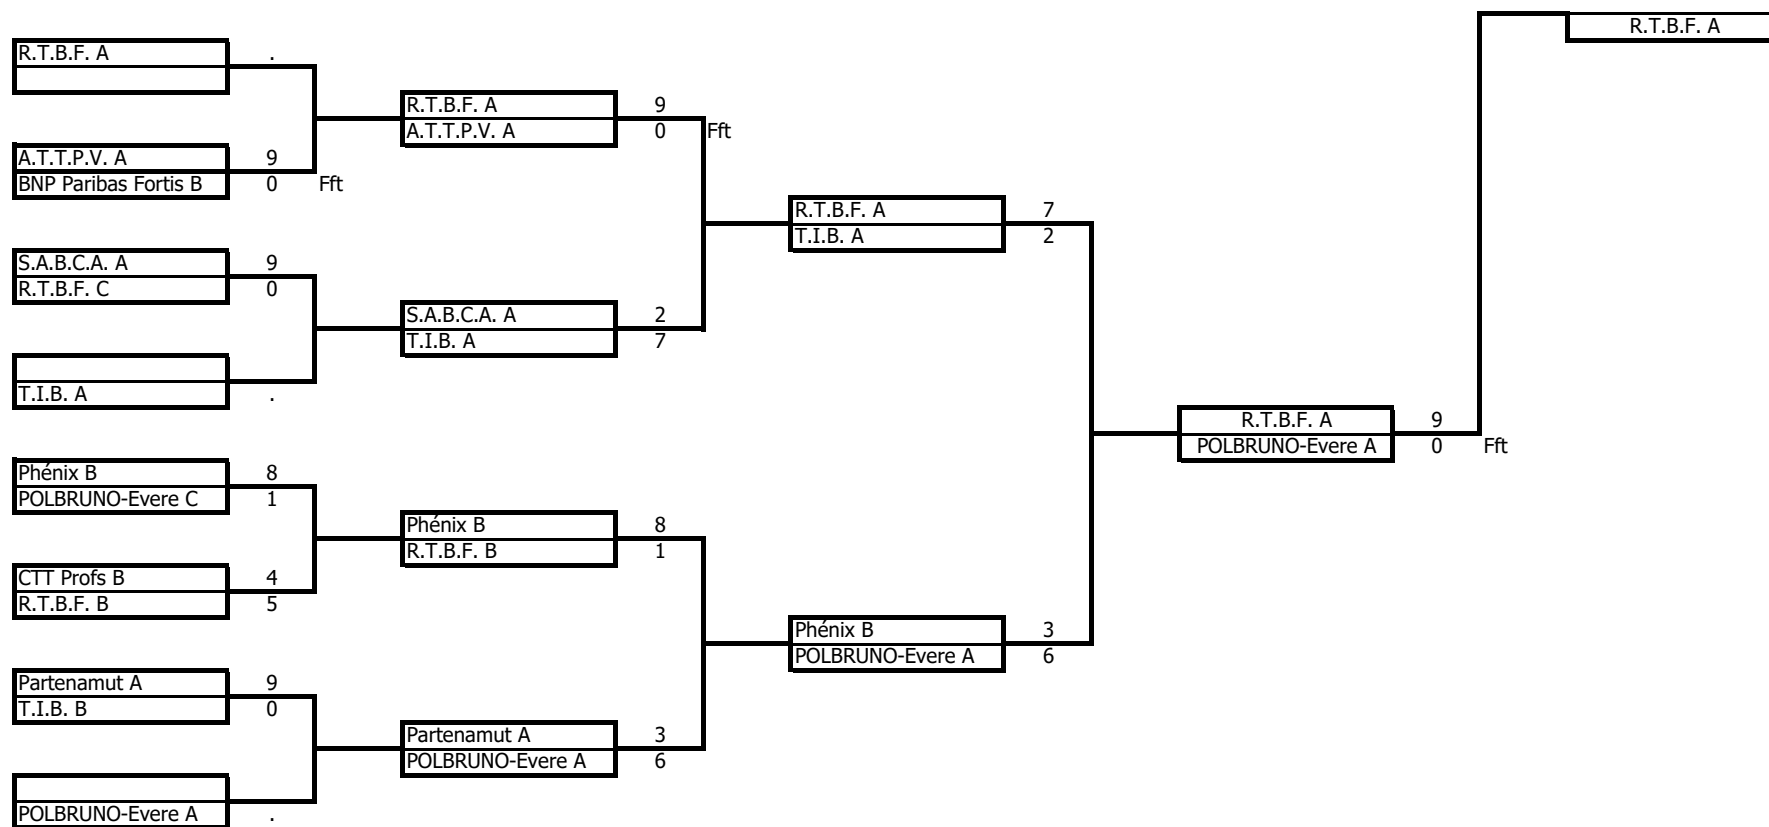 R.T.B.F. A
R.T.B.F. A .
R.T.B.F. A 9
A.T.T.P.V. A 0 Fft
A.T.T.P.V. A 9
BNP Paribas Fortis B 0 Fft
R.T.B.F. A 7
T.I.B. A 2
S.A.B.C.A. A 9
R.T.B.F. C 0
S.A.B.C.A. A 2
T.I.B. A 7
T.I.B. A .
R.T.B.F. A 9
POLBRUNO-Evere A 0 Fft
Phénix B 8
POLBRUNO-Evere C 1
Phénix B 8
R.T.B.F. B 1
CTT Profs B 4
R.T.B.F. B 5
Phénix B 3
POLBRUNO-Evere A 6
Partenamut A 9
T.I.B. B 0
Partenamut A 3
POLBRUNO-Evere A 6
POLBRUNO-Evere A .